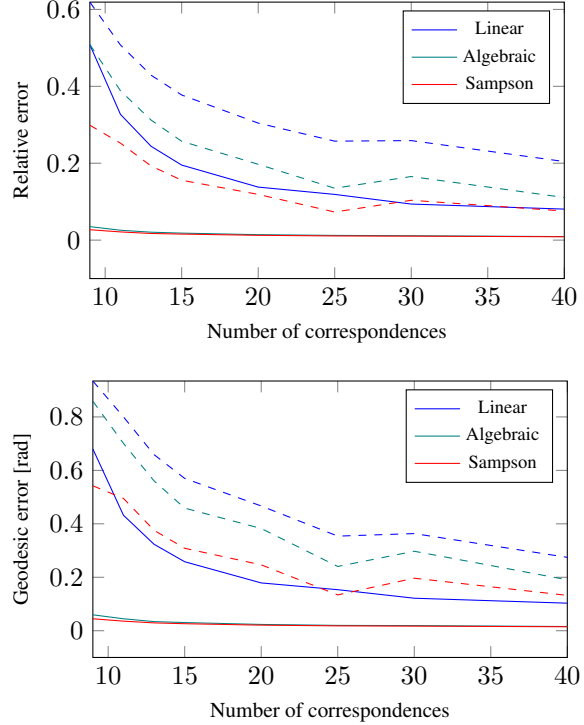 0.6
0.4
0.2
0
Relative error
Linear
Algebraic
Sampson
10 15 20 25 30 35 40
Number of correspondences
0.8
0.6
0.4
0.2
0
Geodesic error [rad]
Linear
Algebraic
Sampson
10 15 20 25 30 35 40
Number of correspondences